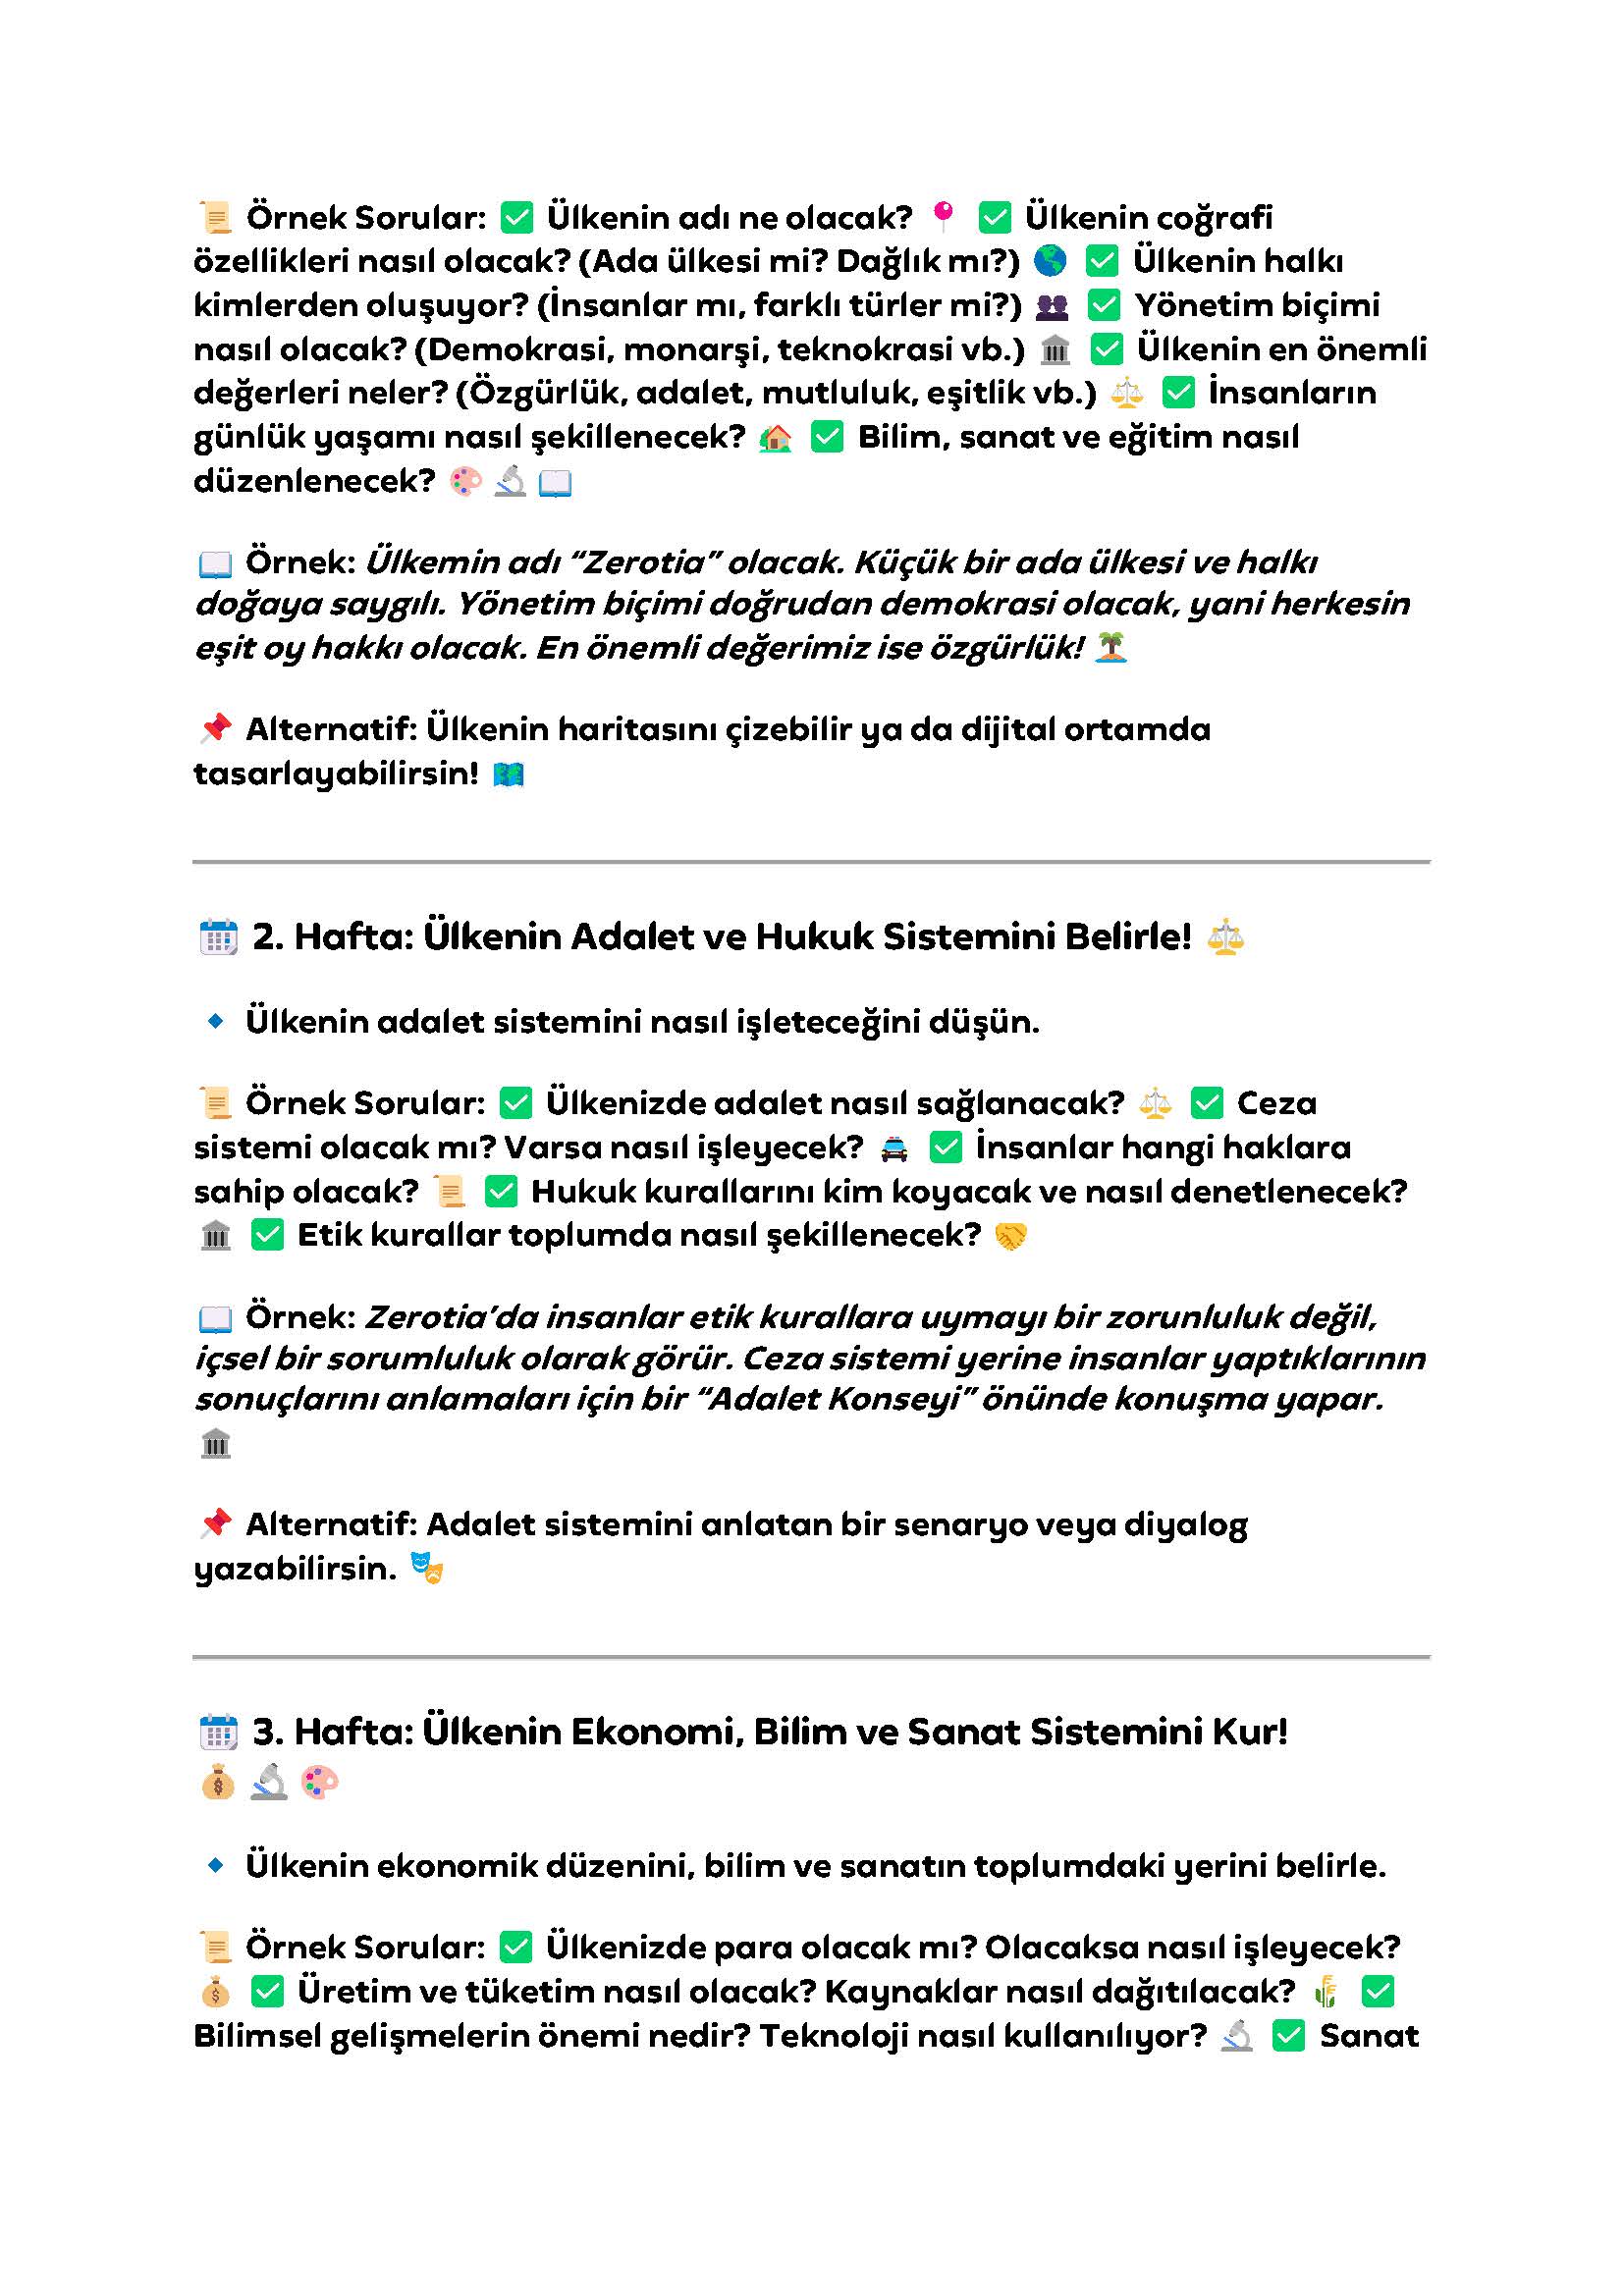 📜 Örnek Sorular: ✅ Ülkenin adı ne olacak? 📍 ✅ Ülkenin coğrafi
özellikleri nasıl olacak? (Ada ülkesi mi? Dağlık mı?) 🌎 ✅ Ülkenin halkı
kimlerden oluşuyor? (İnsanlar mı, farklı türler mi?) 👥 ✅ Yönetim biçimi
nasıl olacak? (Demokrasi, monarşi, teknokrasi vb.) 🏛 ✅ Ülkenin en önemli
değerleri neler? (Özgürlük, adalet, mutluluk, eşitlik vb.) ⚖ ✅ İnsanların
günlük yaşamı nasıl şekillenecek? 🏡 ✅ Bilim, sanat ve eğitim nasıl
düzenlenecek? 🎨🔬📖
📖 Örnek: Ülkemin adı “Zerotia” olacak. Küçük bir ada ülkesi ve halkı
doğaya saygılı. Yönetim biçimi doğrudan demokrasi olacak, yani herkesin
eşit oy hakkı olacak. En önemli değerimiz ise özgürlük! 🏝
📌 Alternatif: Ülkenin haritasını çizebilir ya da dijital ortamda
tasarlayabilirsin! 🗺
📅 2. Hafta: Ülkenin Adalet ve Hukuk Sistemini Belirle! ⚖
🔹 Ülkenin adalet sistemini nasıl işleteceğini düşün.
📜 Örnek Sorular: ✅ Ülkenizde adalet nasıl sağlanacak? ⚖ ✅ Ceza
sistemi olacak mı? Varsa nasıl işleyecek? 🚔 ✅ İnsanlar hangi haklara
sahip olacak? 📜 ✅ Hukuk kurallarını kim koyacak ve nasıl denetlenecek?
🏛 ✅ Etik kurallar toplumda nasıl şekillenecek? 🤝
📖 Örnek: Zerotia’da insanlar etik kurallara uymayı bir zorunluluk değil,
içsel bir sorumluluk olarak görür. Ceza sistemi yerine insanlar yaptıklarının
sonuçlarını anlamaları için bir “Adalet Konseyi” önünde konuşma yapar.
🏛
📌 Alternatif: Adalet sistemini anlatan bir senaryo veya diyalog
yazabilirsin. 🎭
📅 3. Hafta: Ülkenin Ekonomi, Bilim ve Sanat Sistemini Kur!
💰🔬🎨
🔹 Ülkenin ekonomik düzenini, bilim ve sanatın toplumdaki yerini belirle.
📜 Örnek Sorular: ✅ Ülkenizde para olacak mı? Olacaksa nasıl işleyecek?
💰 ✅ Üretim ve tüketim nasıl olacak? Kaynaklar nasıl dağıtılacak? 🌾 ✅
Bilimsel gelişmelerin önemi nedir? Teknoloji nasıl kullanılıyor? 🔬 ✅ Sanat